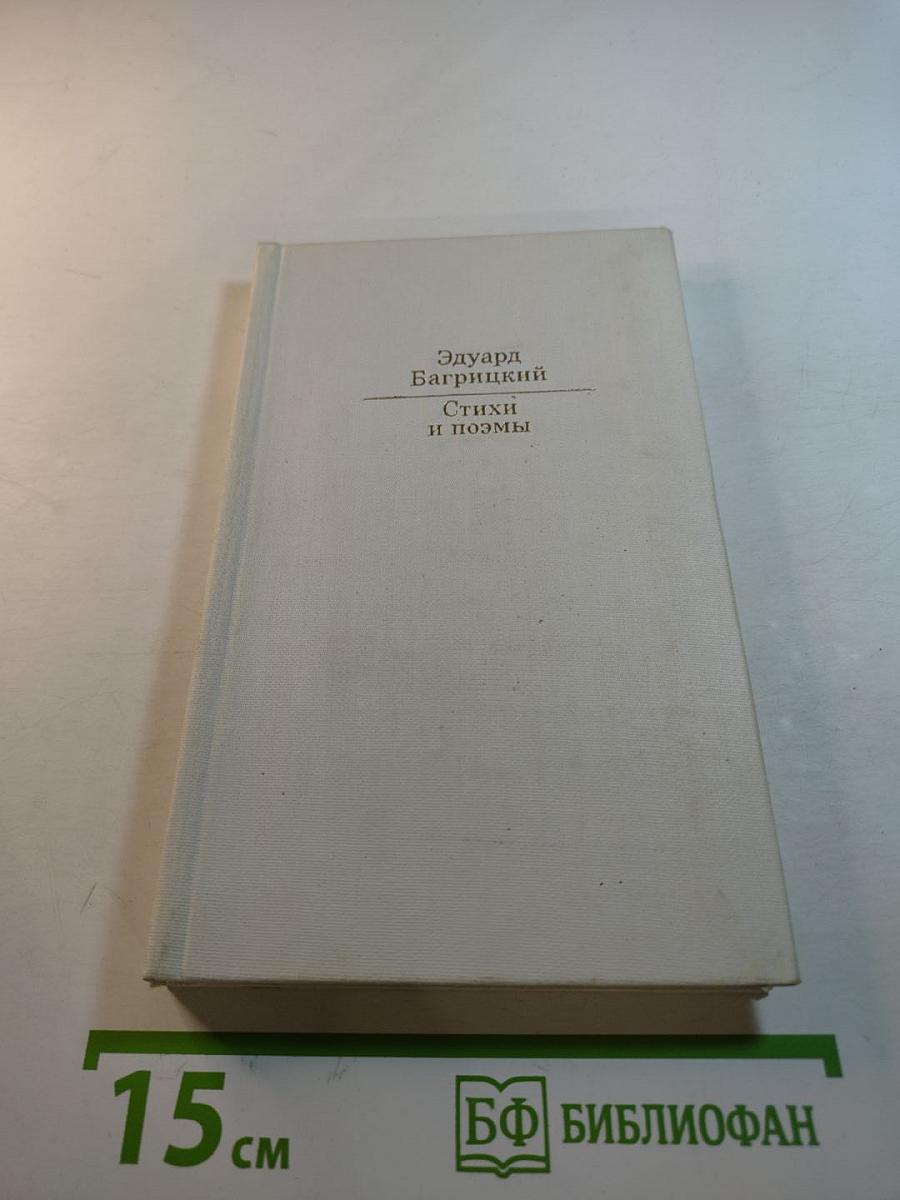 Эдуард
Багрицкий
Стихи
и поэмы
15 см
БФ БИБЛИОФАН